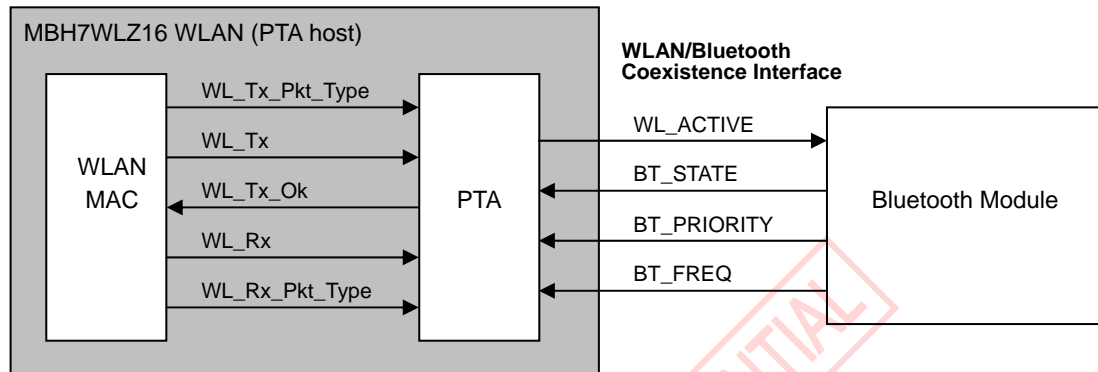 MBH7WLZ16 WLAN (PTA host)
WLAN/Bluetooth
Coexistence Interface
WL_Tx_Pkt_Type
WL_Tx
WL_Tx_Ok
WL_Rx
WL_Rx_Pkt_Type
WLAN
MAC
PTA
WL_ACTIVE
BT_STATE
BT_PRIORITY
BT_FREQ
Bluetooth Module